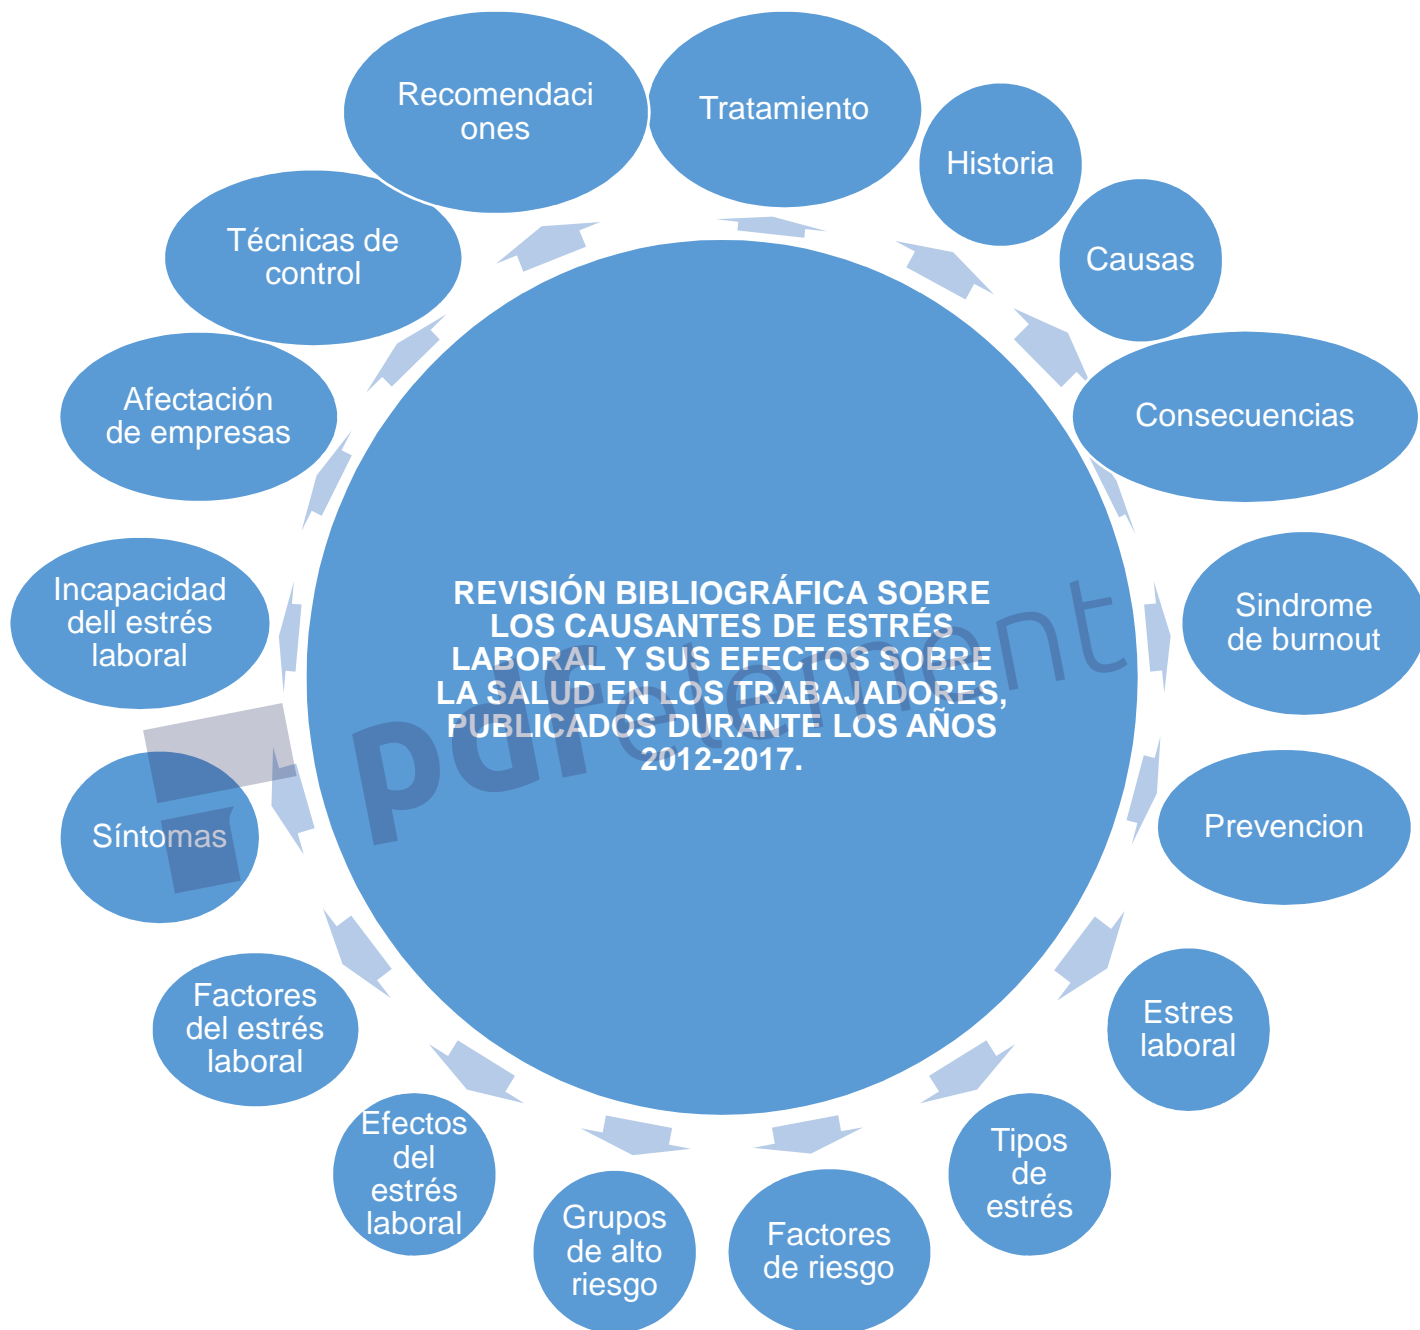 Recomendaci
ones
Tratamiento
Historia
Causas
Consecuencias
Sindrome
de burnout
Prevencion
Estres
laboral
Tipos
de
estrés
Factores
de riesgo
Grupos
de alto
riesgo
Efectos
del
estrés
laboral
Factores
del estrés
laboral
Síntomas
Incapacidad
dell estrés
laboral
Afectación
de empresas
Técnicas de
control
REVISIÓN BIBLIOGRÁFICA SOBRE
LOS CAUSANTES DE ESTRÉS
LABORAL Y SUS EFECTOS SOBRE
LA SALUD EN LOS TRABAJADORES,
PUBLICADOS DURANTE LOS AÑOS
2012-2017.
pdfelement